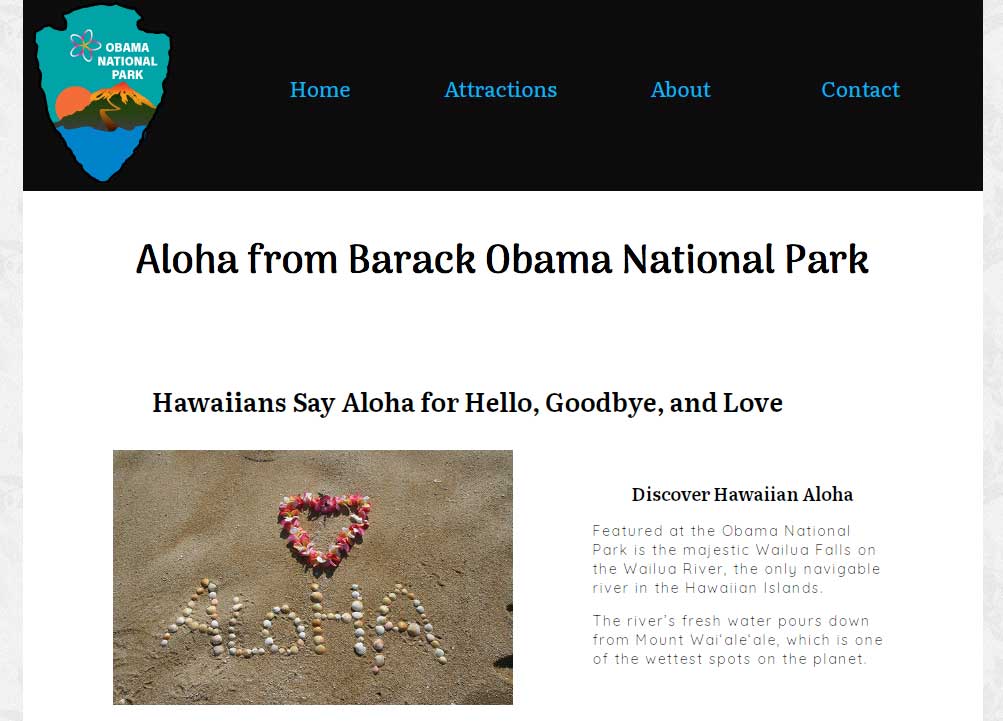 OBAMA
NATIONAL
PARK
Home Attractions About Contact
Aloha from Barack Obama National Park
Hawaiians Say Aloha for Hello, Goodbye, and Love
ALOHA
Discover Hawaiian Aloha
Featured at the Obama National
Park is the majestic Wailua Falls on
the Wailua River, the only navigable
river in the Hawaiian Islands.
The river's fresh water pours down
from Mount Wai‘ale‘ale, which is one
of the wettest spots on the planet.